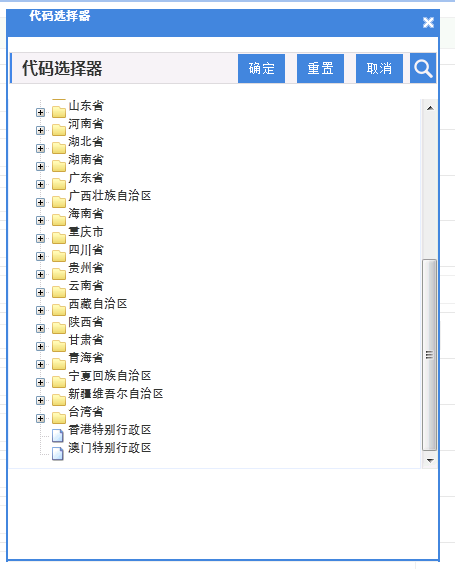 代码选择器
代码选择器 确定 重置 取消
山东省
河南省
湖北省
湖南省
广东省
广西壮族自治区
海南省
重庆市
四川省
贵州省
云南省
西藏自治区
陕西省
甘肃省
青海省
宁夏回族自治区
新疆维吾尔自治区
台湾省
香港特别行政区
澳门特别行政区